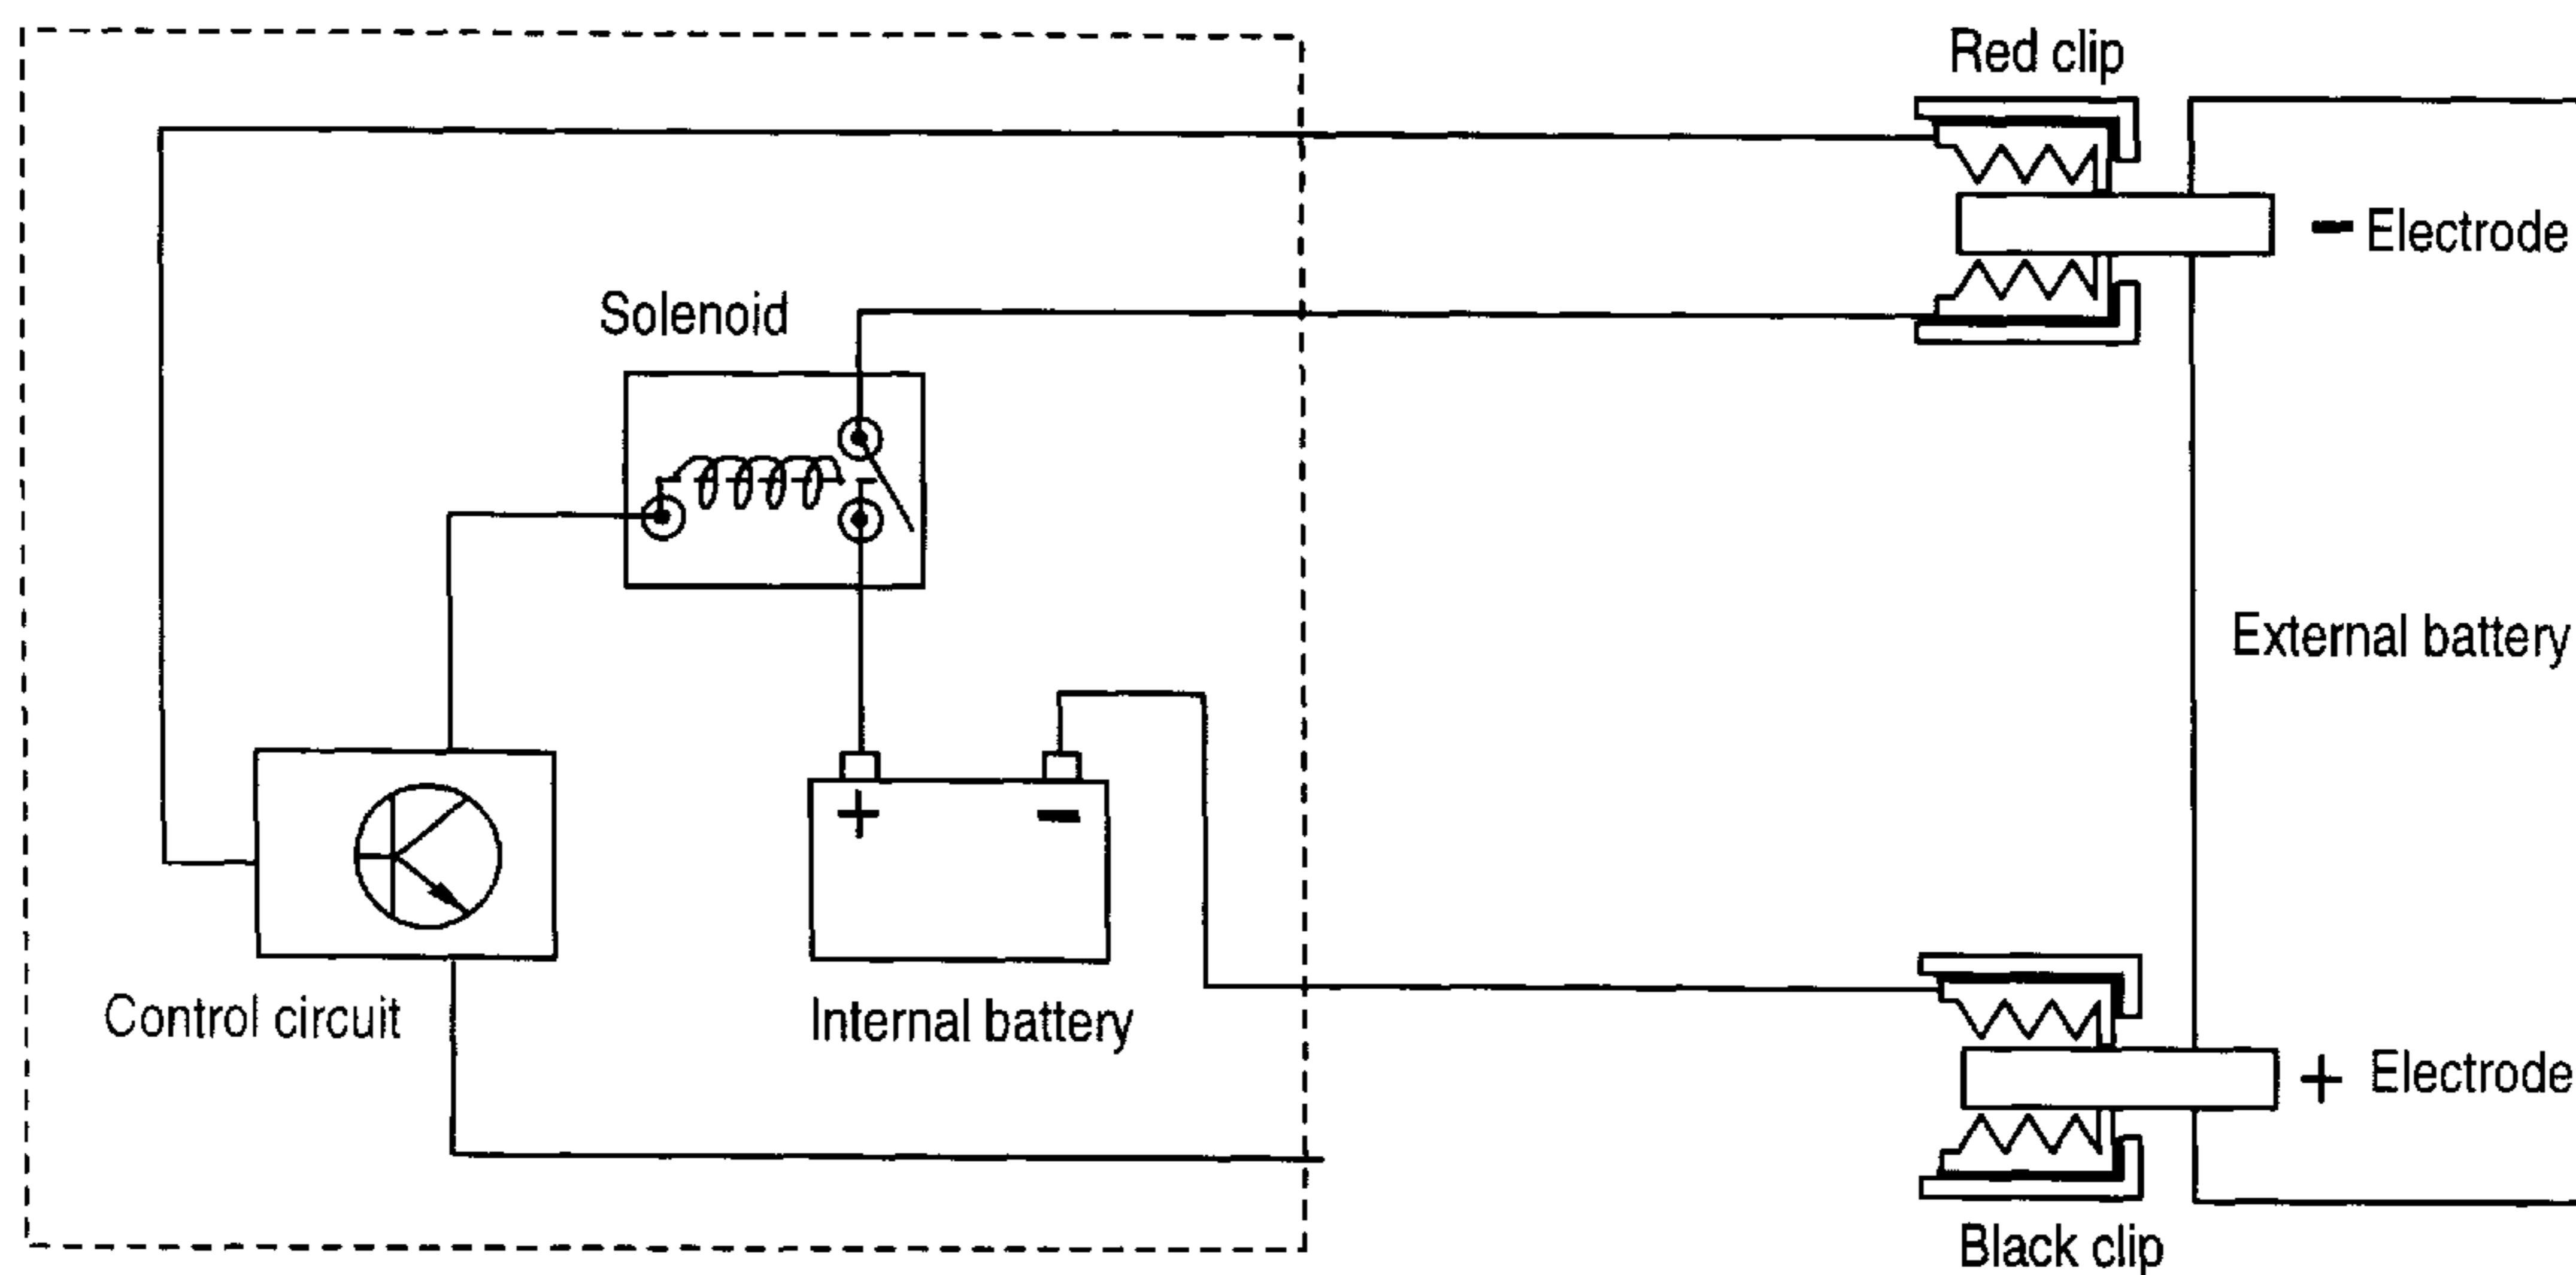 Red clip
- Electrode
Solenoid
External battery
+ -
Control circuit
Internal battery
+ Electrode
Black clip